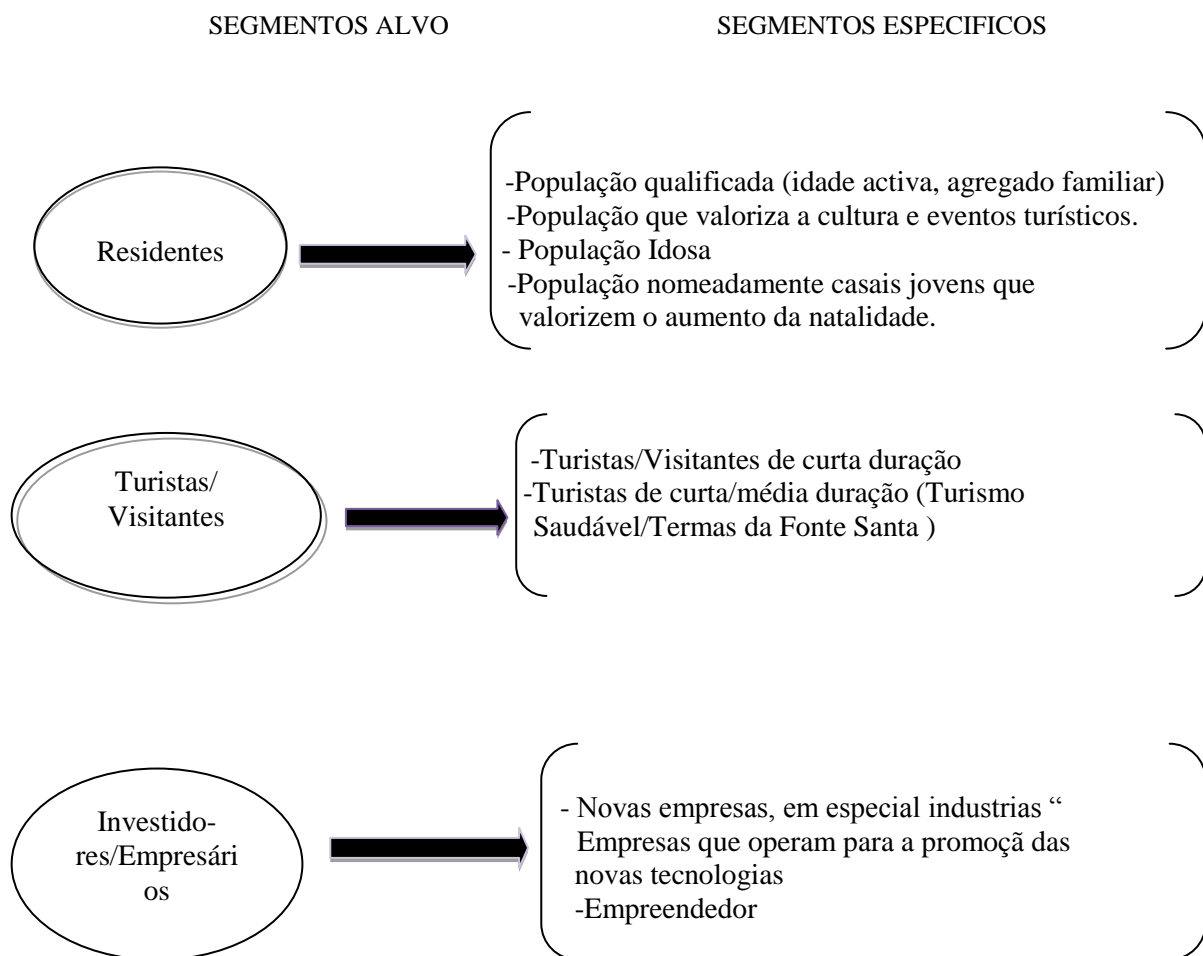 SEGMENTOS ALVO
SEGMENTOS ESPECIFICOS
Residentes
-População qualificada (idade activa, agregado familiar)
-População que valoriza a cultura e eventos turísticos.
- População Idosa
-População nomeadamente casais jovens que
valorizem o aumento da natalidade.
Turistas/
Visitantes
-Turistas/Visitantes de curta duração
-Turistas de curta/média duração (Turismo
Saudável/Termas da Fonte Santa )
Investido-
res/Empresári
os
- Novas empresas, em especial industrias “
Empresas que operam para a promoçã das
novas tecnologias
-Empreendedor